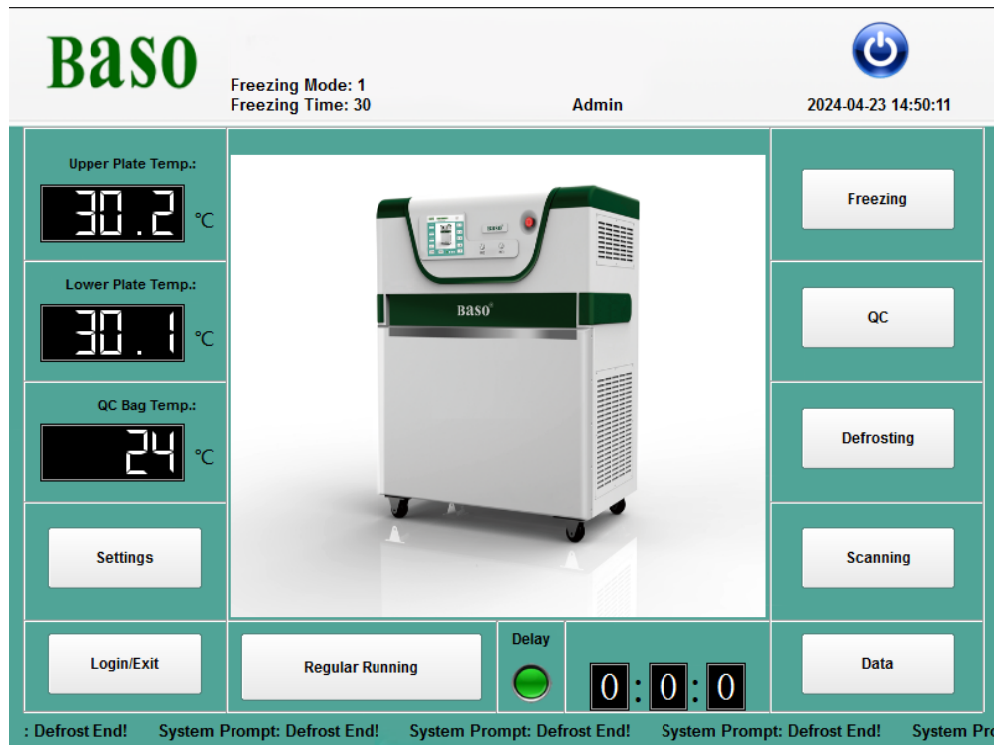 Baso
Freezing Mode: 1
Freezing Time: 30
Admin
2024-04-23 14:50:11
Upper Plate Temp.:
30.2 °C
Freezing
Lower Plate Temp.:
30.1 °C
Baso®
QC
QC Bag Temp.:
24 °C
Defrosting
Settings
Scanning
Login/Exit
Regular Running
Delay
0:0:0
Data
: Defrost End! System Prompt: Defrost End! System Prompt: Defrost End! System Prompt: Defrost End! System Pro